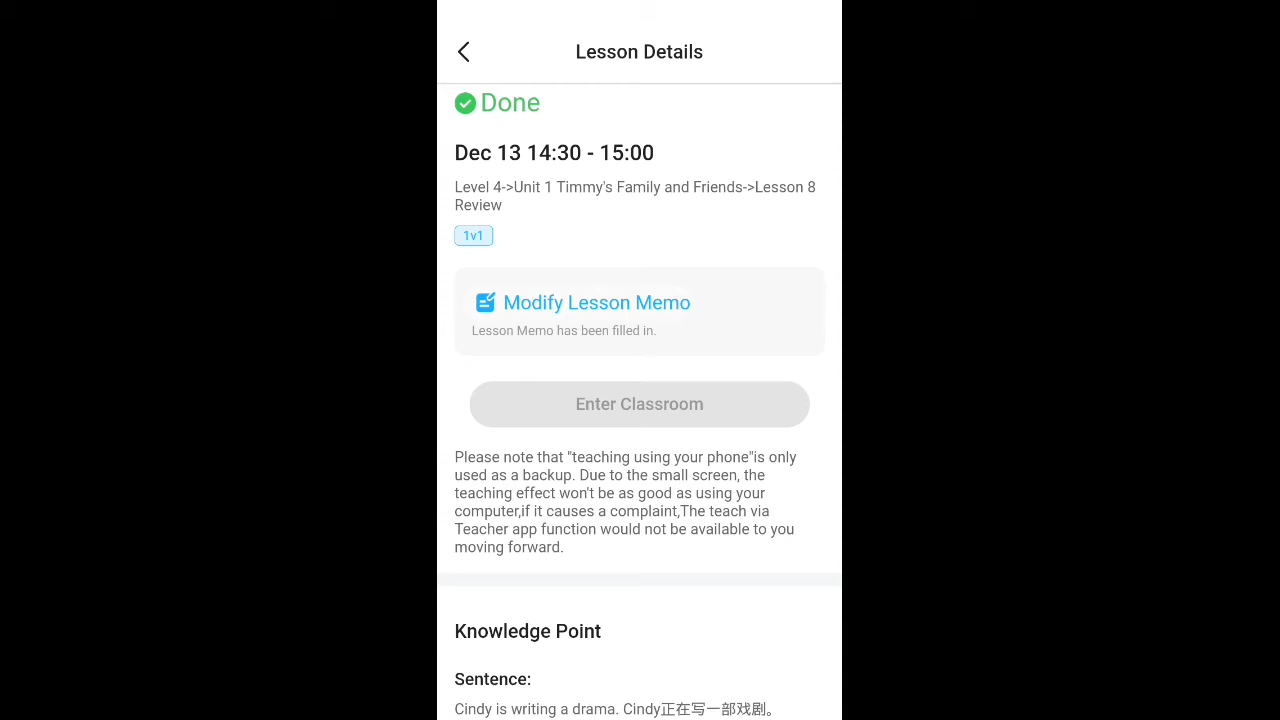 Lesson Details
Done
Dec 13 14:30 - 15:00
Level 4->Unit 1 Timmy's Family and Friends->Lesson 8
Review
1v1
Modify Lesson Memo
Lesson Memo has been filled in.
Enter Classroom
Please note that "teaching using your phone"is only
used as a backup. Due to the small screen, the
teaching effect won't be as good as using your
computer,if it causes a complaint,The teach via
Teacher app function would not be available to you
moving forward.
Knowledge Point
Sentence:
Cindy is writing a drama. Cindy正在写一部戏剧。